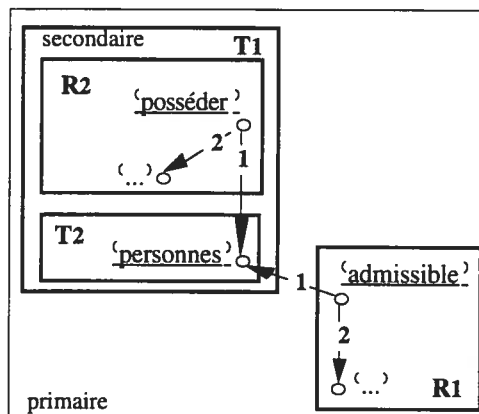 secondaire T1
R2
(posséder)
2
1
(...)
T2
(personnes)
(admissible)
1
2
(...)
R1
primaire